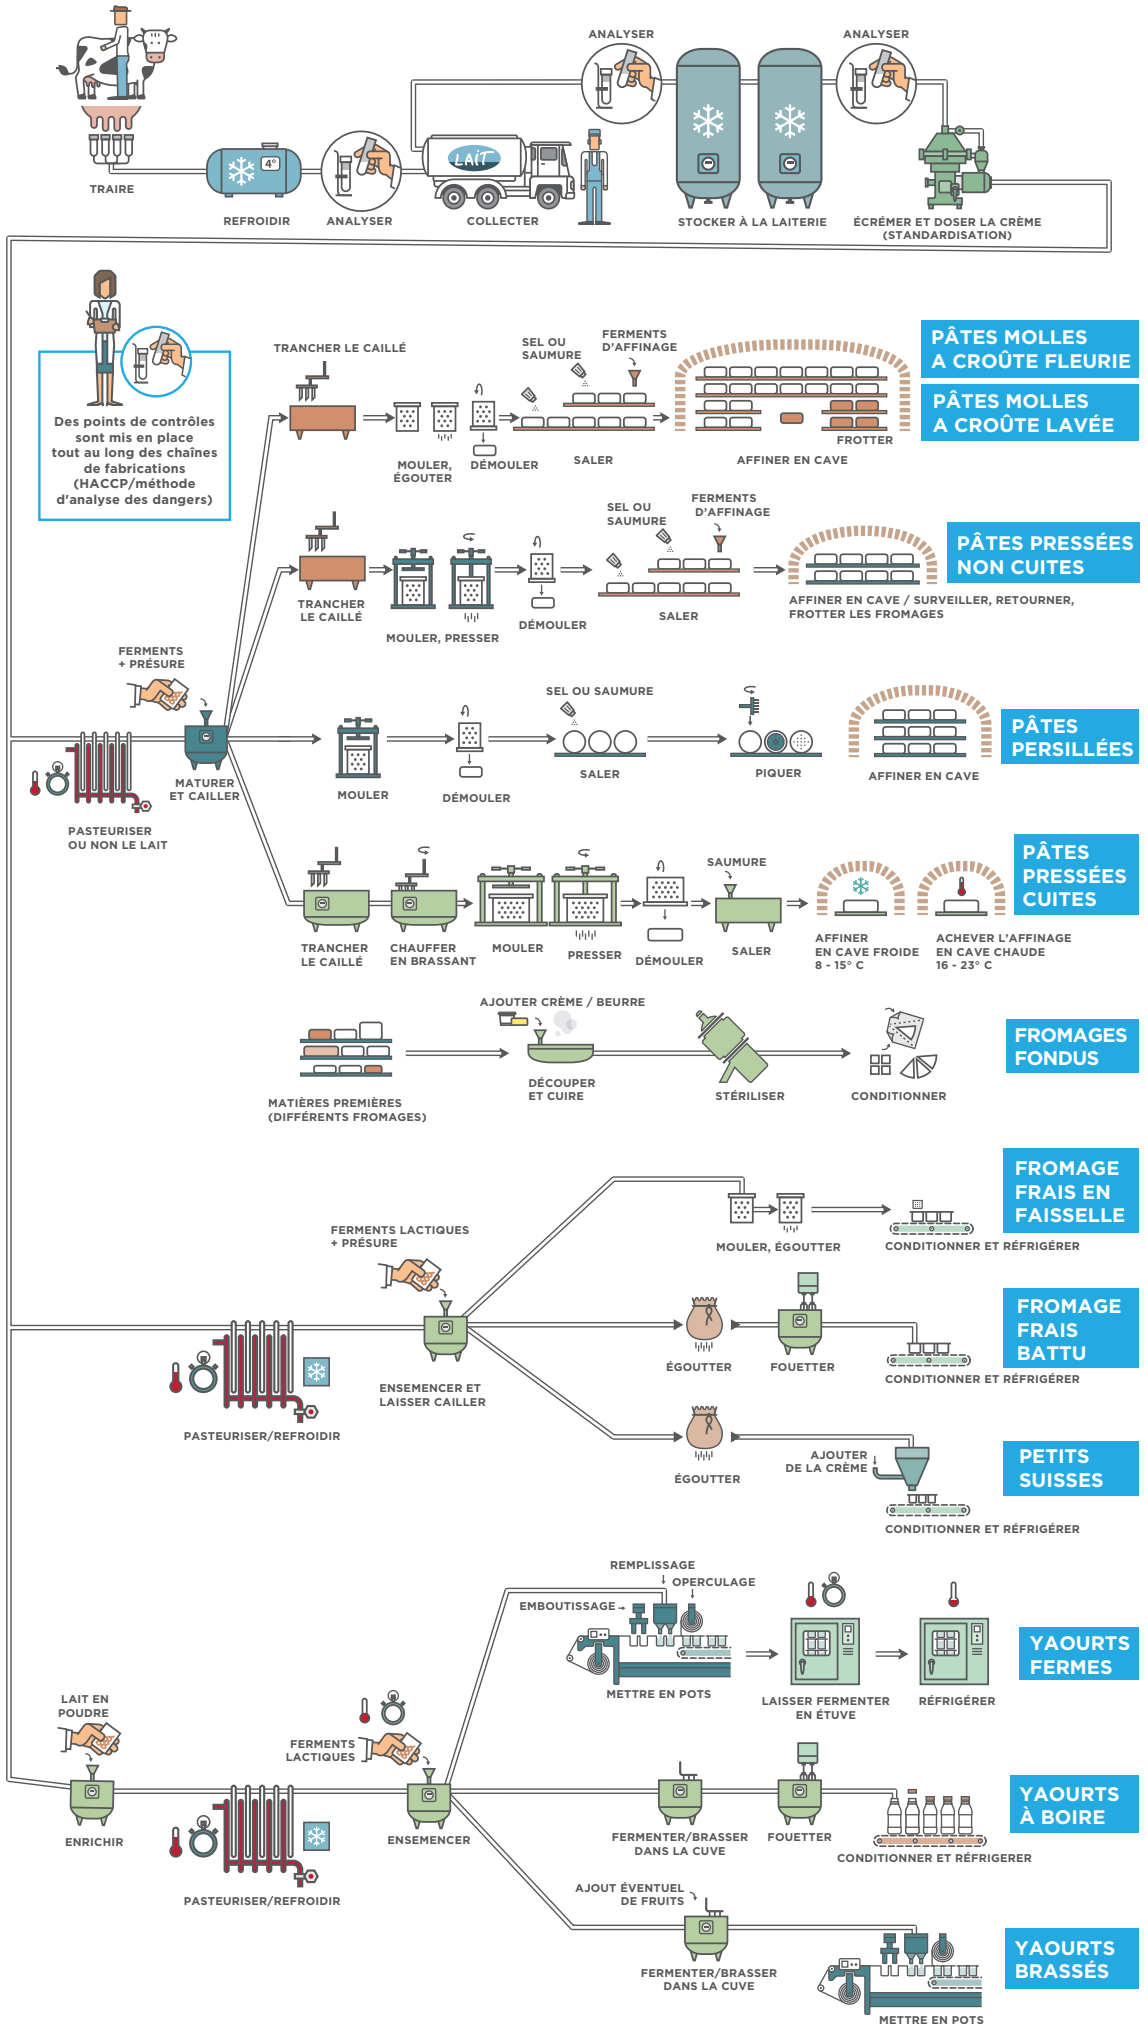 ANALYSER
ANALYSER
4°
LAIT
TRAIRE
REFROIDIR
ANALYSER
COLLECTER
STOCKER À LA LAITERIE
ÉCRÉMER ET DOSER LA CRÈME
(STANDARDISATION)
Des points de contrôles
sont mis en place
tout au long des chaînes
de fabrications
(HACCP/méthode
d'analyse des dangers)
TRANCHER LE CAILLÉ
SEL OU
SAUMURE
FERMENTS
D'AFFINAGE
PÂTES MOLLES
A CROÛTE FLEURIE
PÂTES MOLLES
A CROÛTE LAVÉE
MOULER,
ÉGOUTER
DÉMOULER
SALER
FROTTER
AFFINER EN CAVE
SEL OU
SAUMURE
FERMENTS
D'AFFINAGE
PÂTES PRESSÉES
NON CUITES
TRANCHER
LE CAILLÉ
MOULER, PRESSER
DÉMOULER
SALER
AFFINER EN CAVE / SURVEILLER, RETOURNER,
FROTTER LES FROMAGES
FERMENTS
+ PRÉSURE
PASTEURISER
OU NON LE LAIT
MATURER
ET CAILLER
SEL OU SAUMURE
PÂTES
PERSILLÉES
MOULER
DÉMOULER
SALER
PIQUER
AFFINER EN CAVE
SAUMURE
PÂTES
PRESSÉES
CUITES
TRANCHER
LE CAILLÉ
CHAUFFER
EN BRASSANT
MOULER
PRESSER
DÉMOULER
SALER
AFFINER
EN CAVE FROIDE
8 - 15° C
ACHEVER L'AFFINAGE
EN CAVE CHAUDE
16 - 23° C
AJOUTER CRÈME / BEURRE
FROMAGES
FONDUS
MATIÈRES PREMIÈRES
(DIFFÉRENTS FROMAGES)
DÉCOUPER
ET CUIRE
STÉRILISER
CONDITIONNER
FROMAGE
FRAIS EN
FAISSELLE
FERMENTS LACTIQUES
+ PRÉSURE
MOULER, ÉGOUTTER
CONDITIONNER ET RÉFRIGÉRER
FROMAGE
FRAIS
BATTU
PASTEURISER/REFROIDIR
ENSEMENCER ET
LAISSER CAILLER
ÉGOUTTER
FOUETTER
CONDITIONNER ET RÉFRIGÉRER
PETITS
SUISSES
ÉGOUTTER
AJOUTER
DE LA CRÈME
CONDITIONNER ET RÉFRIGÉRER
REMPLISSAGE
OPERCULAGE
EMBOUTISSAGE
YAOURTS
FERMES
METTRE EN POTS
LAISSER FERMENTER
EN ÉTUVE
RÉFRIGÉRER
LAIT EN
POUDRE
FERMENTS
LACTIQUES
ENRICHIR
PASTEURISER/REFROIDIR
ENSEMENCER
YAOURTS
À BOIRE
FERMENTER/BRASSER
DANS LA CUVE
FOUETTER
CONDITIONNER ET RÉFRIGERER
AJOUT ÉVENTUEL
DE FRUITS
YAOURTS
BRASSÉS
FERMENTER/BRASSER
DANS LA CUVE
METTRE EN POTS